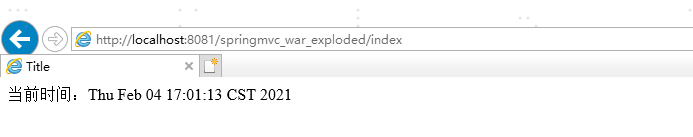 http://localhost:8081/springmvc_war_exploded/index
Title
当前时间：Thu Feb 04 17:01:13 CST 2021